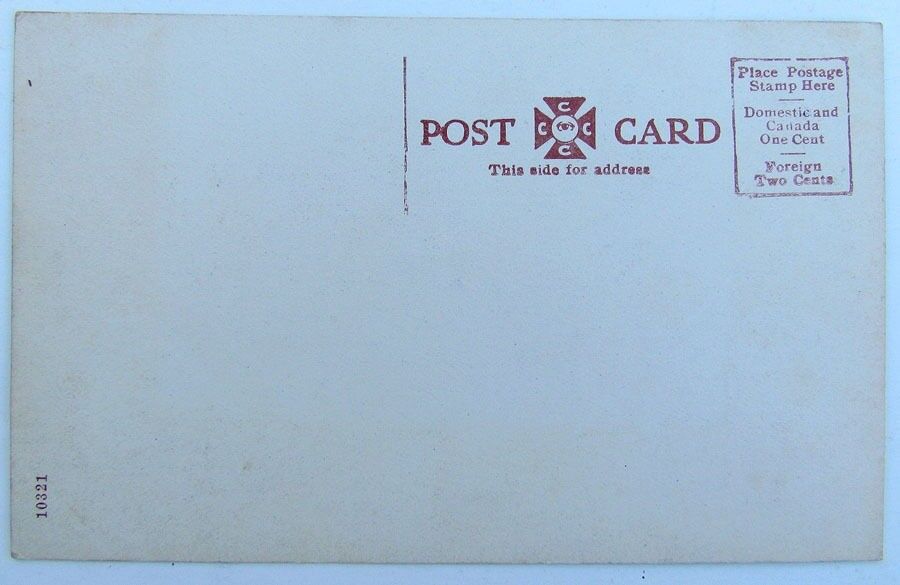 POST CARD
C
C C
C
This side for address
Place Postage
Stamp Here
Domestic and
Canada
One Cent
Foreign
Two Cents
10321